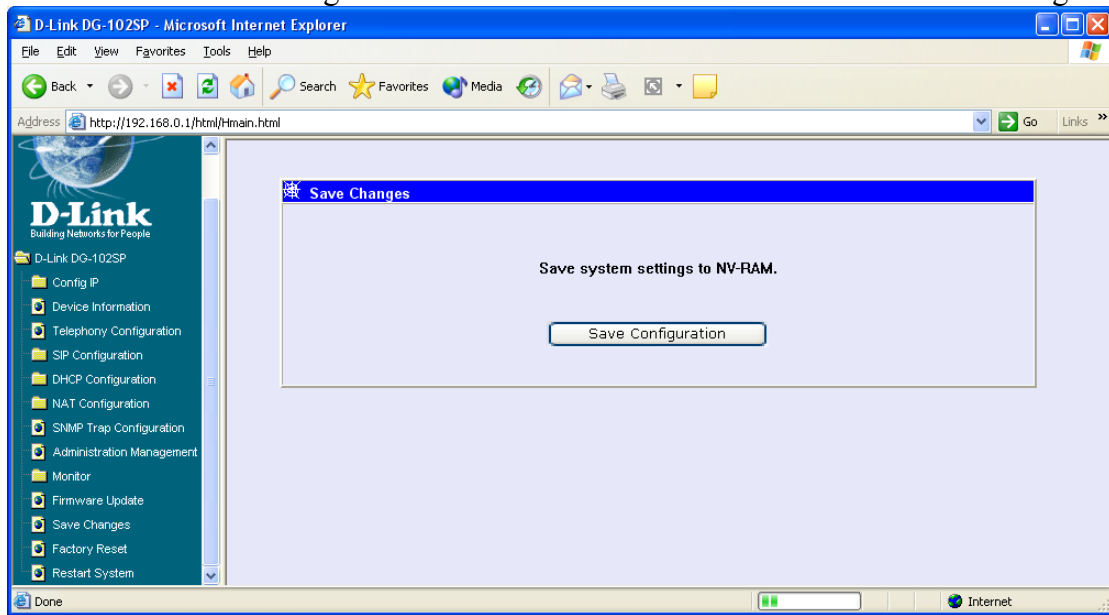 D-Link DG-102SP - Microsoft Internet Explorer
File Edit View Favorites Tools Help
Back Search Favorites Media
Address http://192.168.0.1/html/Hmain.html Go Links »
D-Link
Building Networks for People
D-Link DG-102SP
Config IP
Device Information
Telephony Configuration
SIP Configuration
DHCP Configuration
NAT Configuration
SNMP Trap Configuration
Administration Management
Monitor
Firmware Update
Save Changes
Factory Reset
Restart System
Save Changes
Save system settings to NV-RAM.
Save Configuration
Done Internet